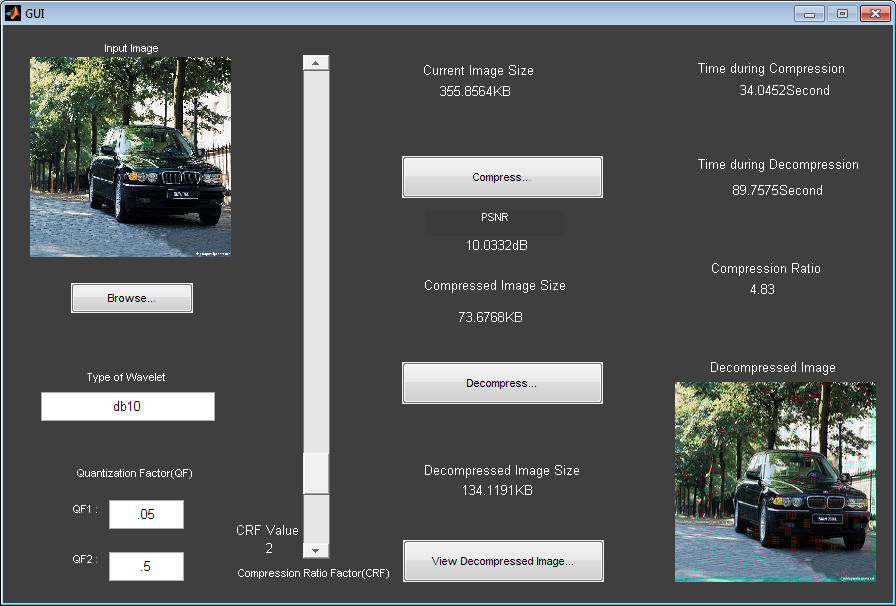 GUI
Input Image
Browse...
Type of Wavelet
db10
Quantization Factor(QF)
QF1 : .05
QF2 : .5
CRF Value
2
Compression Ratio Factor(CRF)
Current Image Size
355.8564KB
Compress...
PSNR
10.0332dB
Compressed Image Size
73.6768KB
Decompress...
Decompressed Image Size
134.1191KB
View Decompressed Image...
Time during Compression
34.0452Second
Time during Decompression
89.7575Second
Compression Ratio
4.83
Decompressed Image